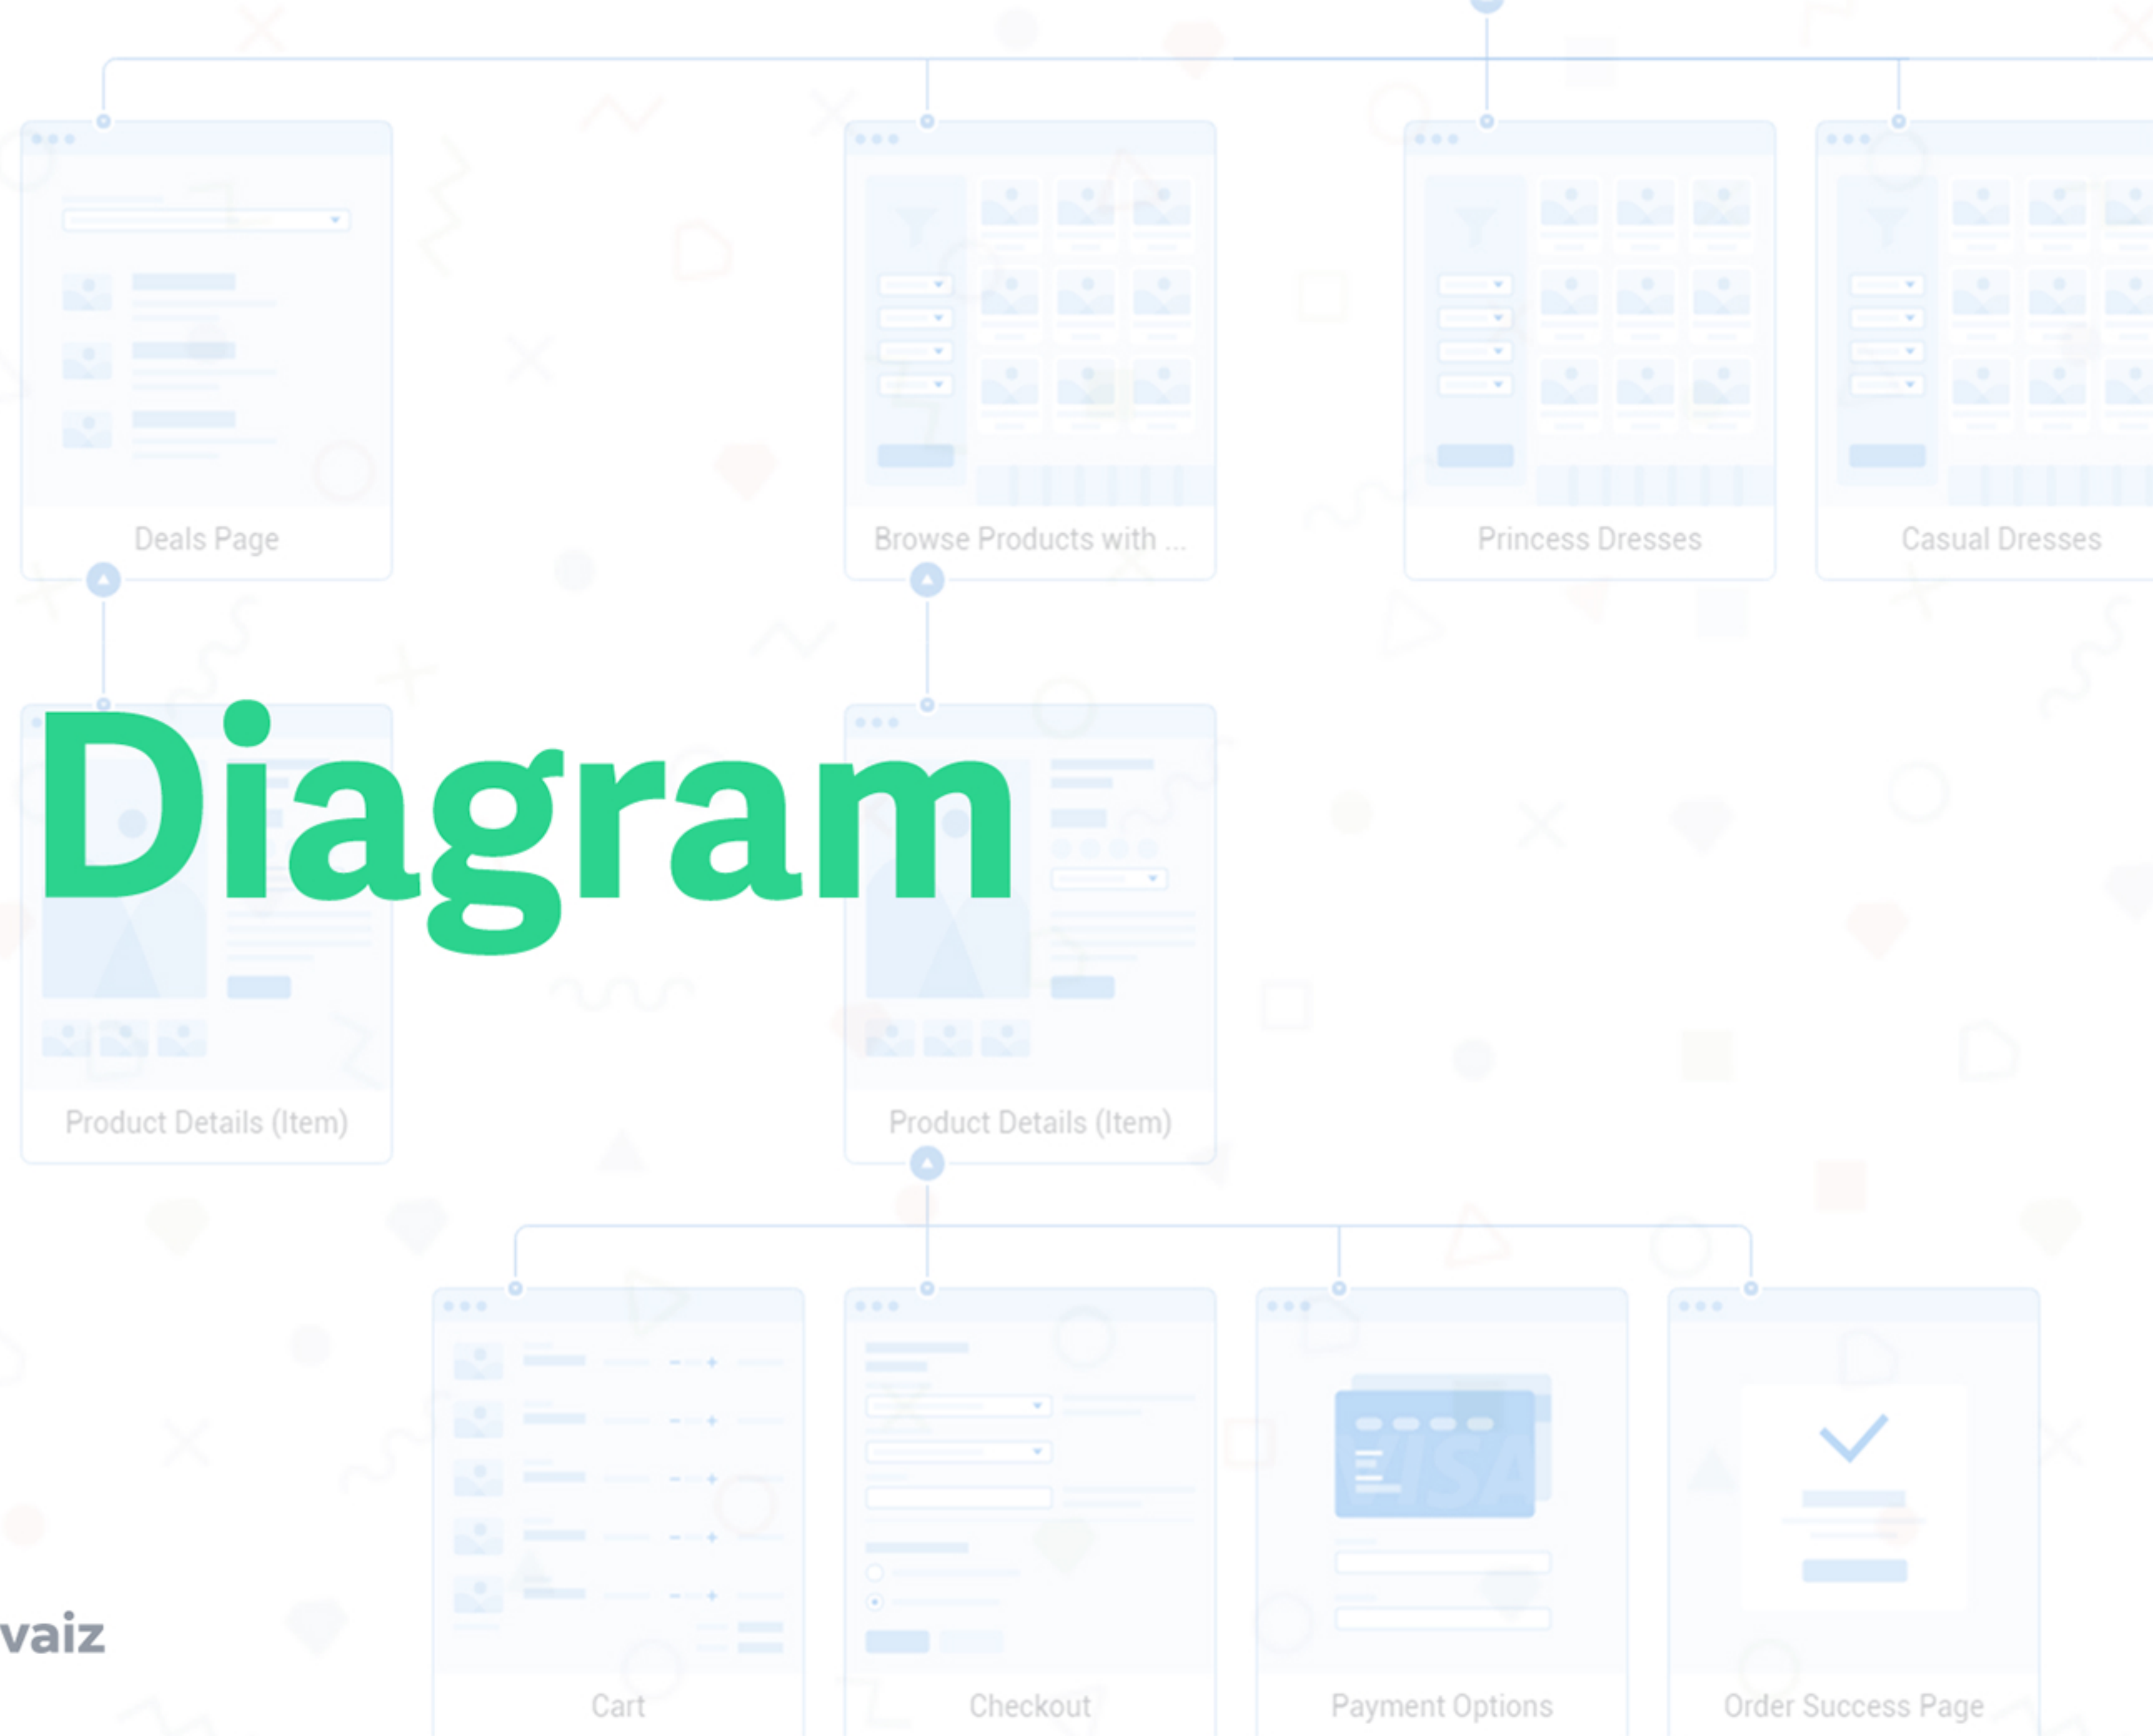 Deals Page
Browse Products with ...
Princess Dresses
Casual Dresses
Diagram
Product Details (Item)
Product Details (Item)
VISA
vaiz
Cart
Checkout
Payment Options
Order Success Page